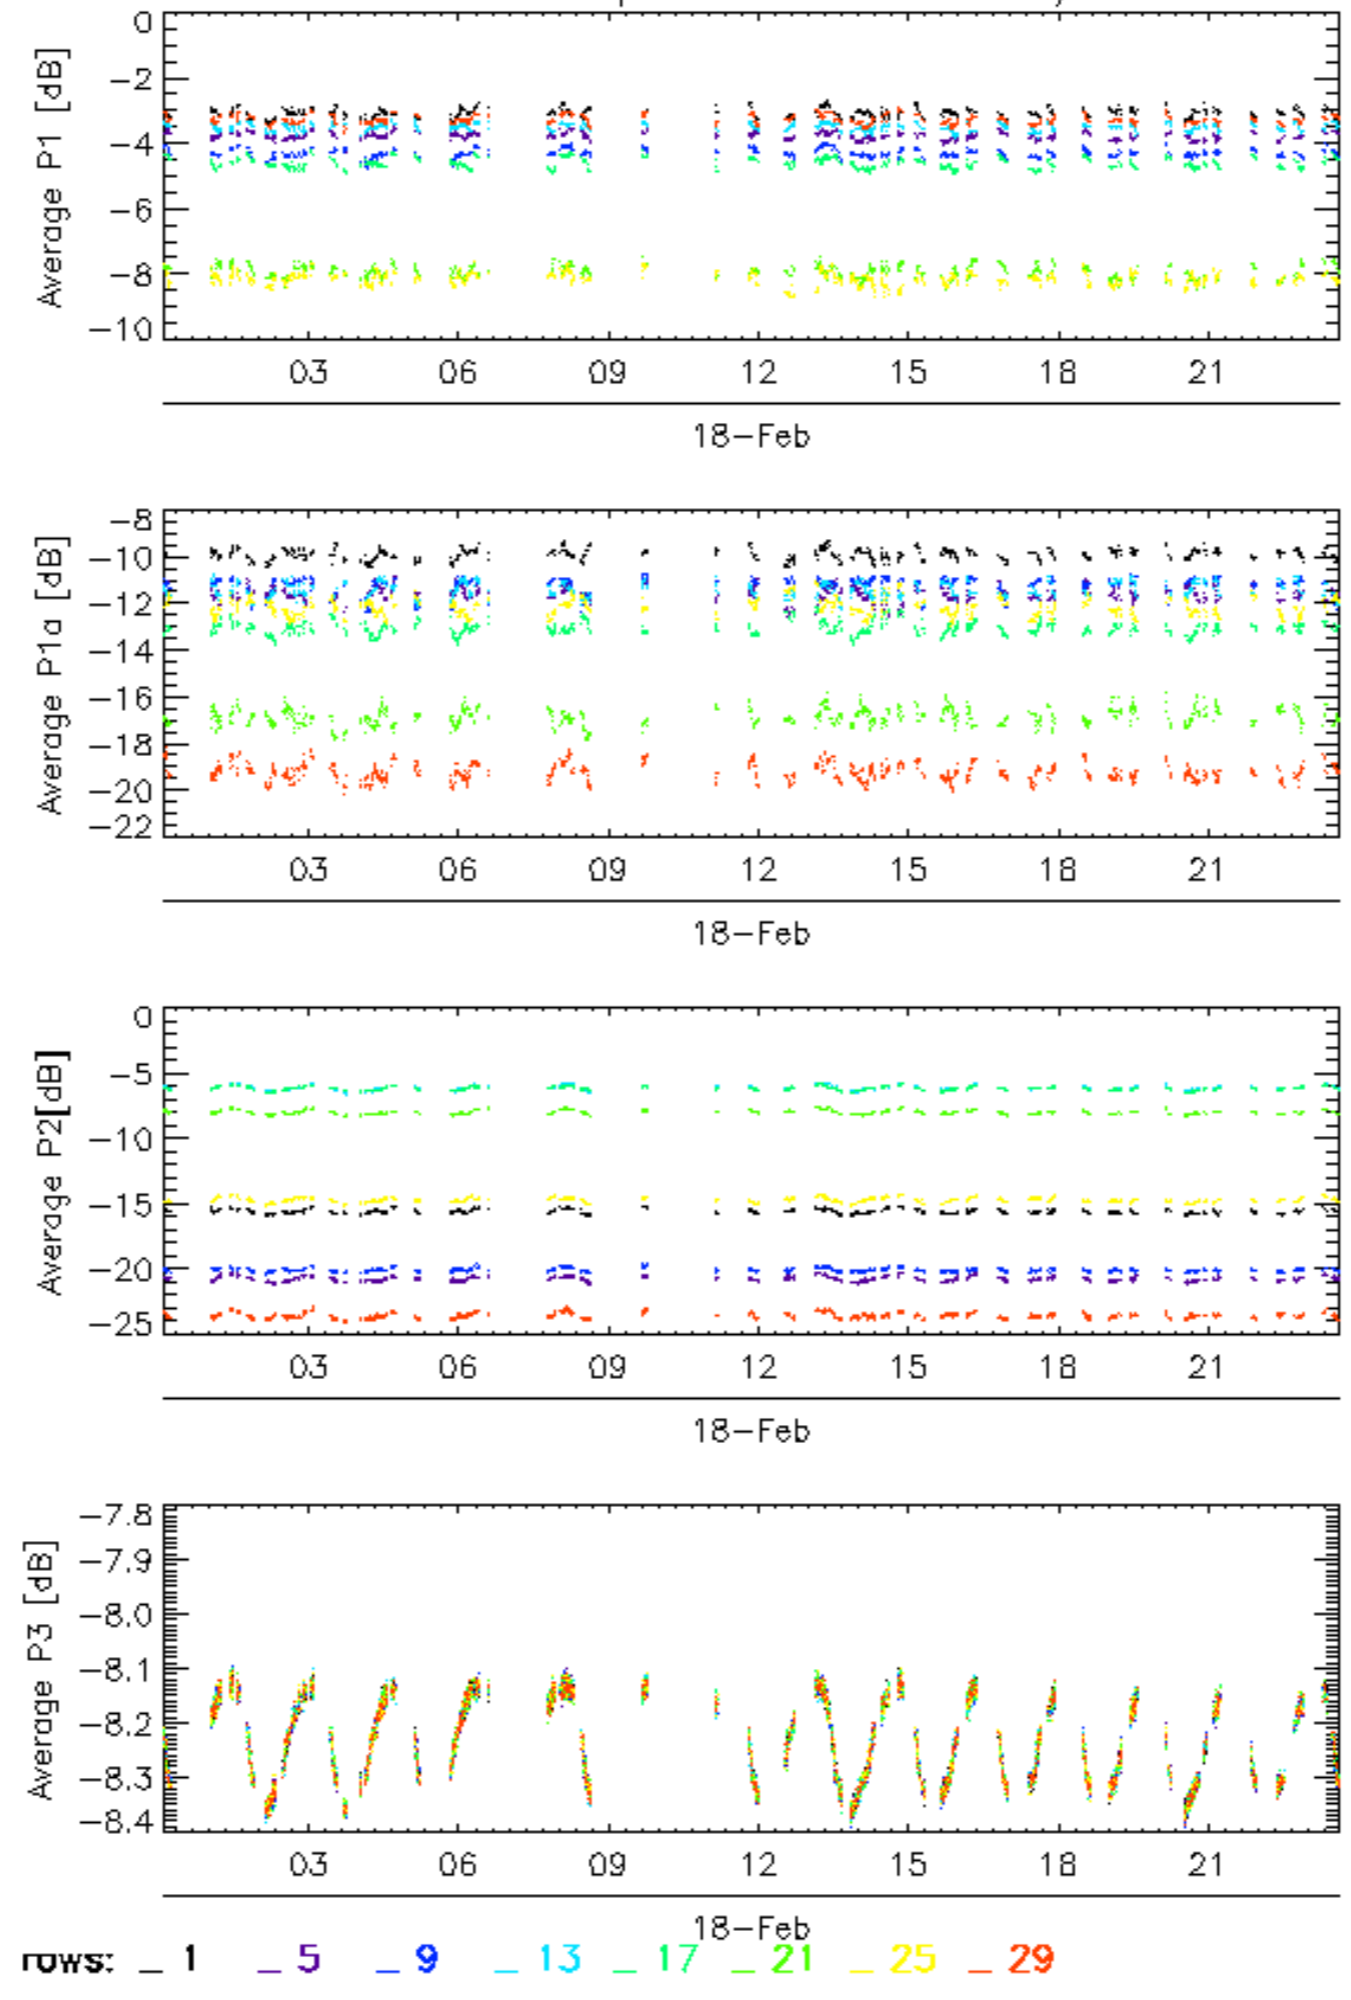 0
−2
−4
−6
−8
−10
Average P1 [dB]
03 06 09 12 15 18 21
18−Feb
−8
−10
−12
−14
−16
−18
−20
−22
Average P1a [dB]
03 06 09 12 15 18 21
18−Feb
0
−5
−10
−15
−20
−25
Average P2[dB]
03 06 09 12 15 18 21
18−Feb
−7.8
−7.9
−8.0
−8.1
−8.2
−8.3
−8.4
Average P3 [dB]
03 06 09 12 15 18 21
18−Feb
rows: _ 1 _ 5 _ 9 _ 13 _ 17 _ 21 _ 25 _ 29